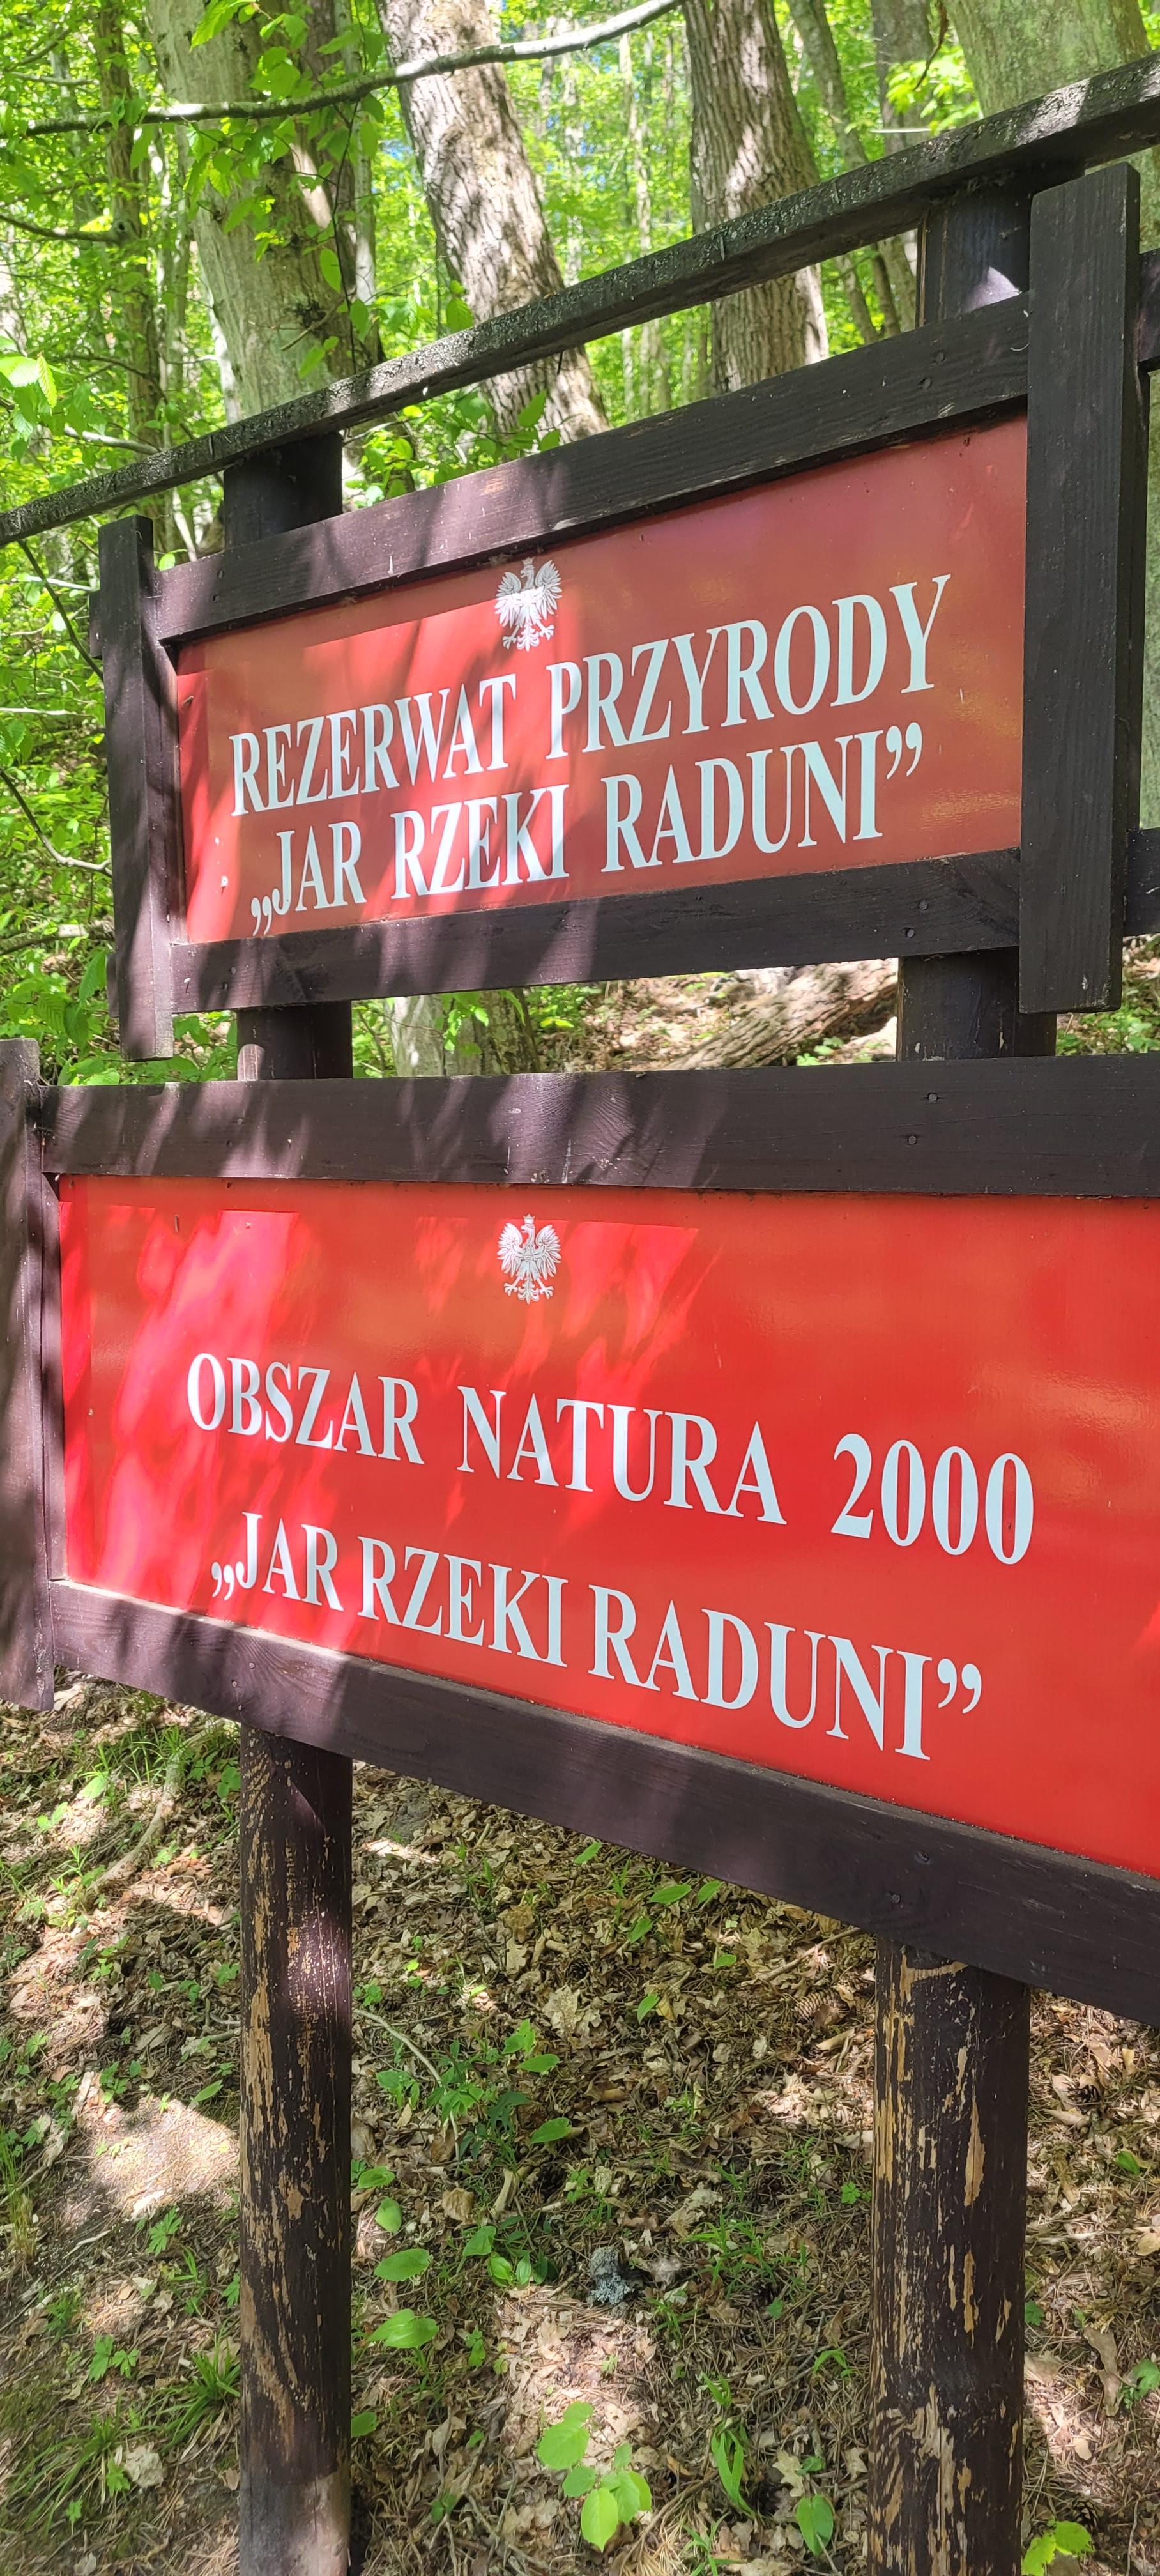 REZERWAT PRZYRODY
„JAR RZEKI RADUNI”
OBSZAR NATURA 2000
„JAR RZEKI RADUNI”